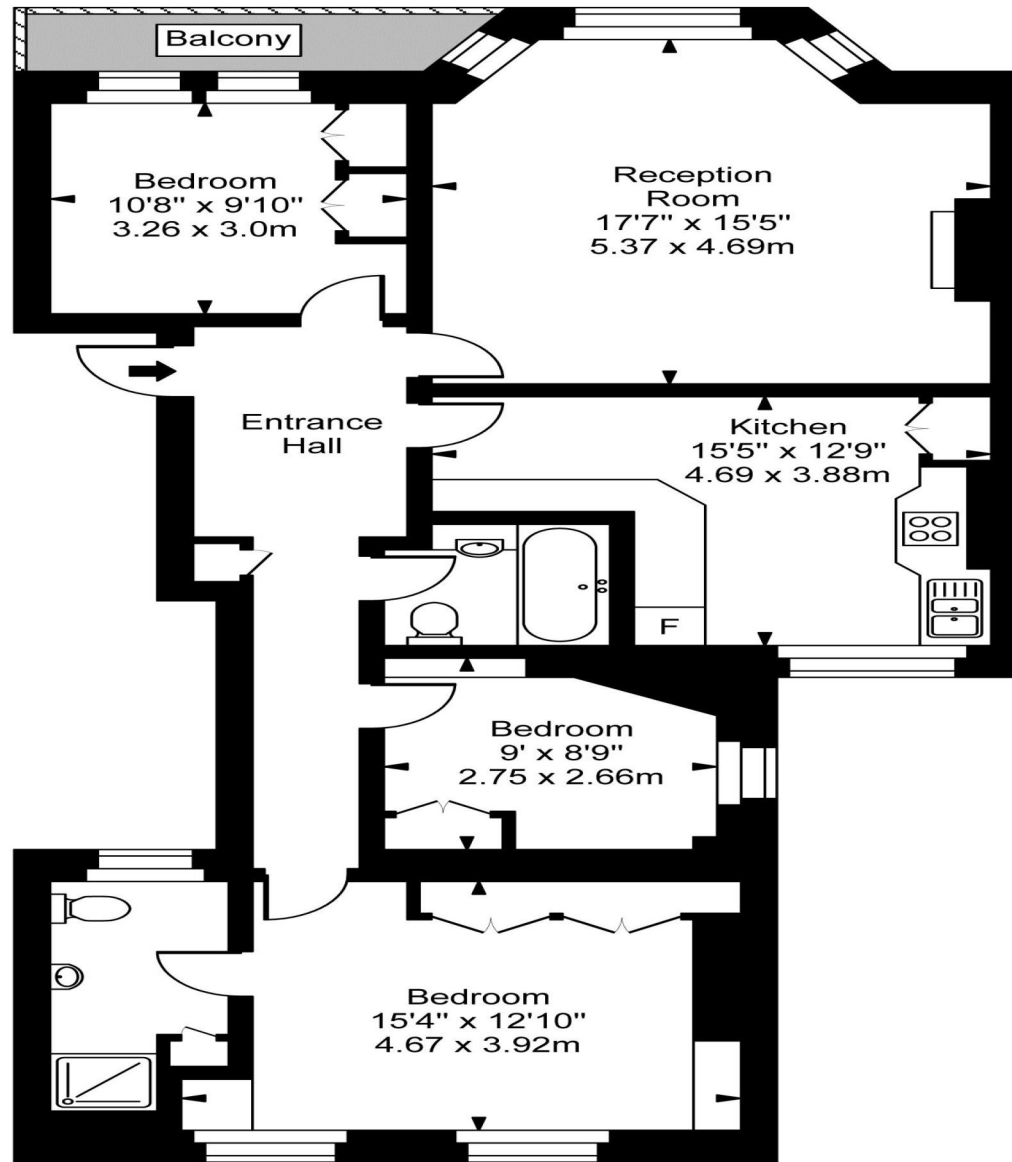 Balcony
Bedroom
10'8" x 9'10"
3.26 x 3.0m
Reception
Room
17'7" x 15'5"
5.37 x 4.69m
Entrance
Hall
Kitchen
15'5" x 12'9"
4.69 x 3.88m
F
Bedroom
9' x 8'9"
2.75 x 2.66m
Bedroom
15'4" x 12'10"
4.67 x 3.92m